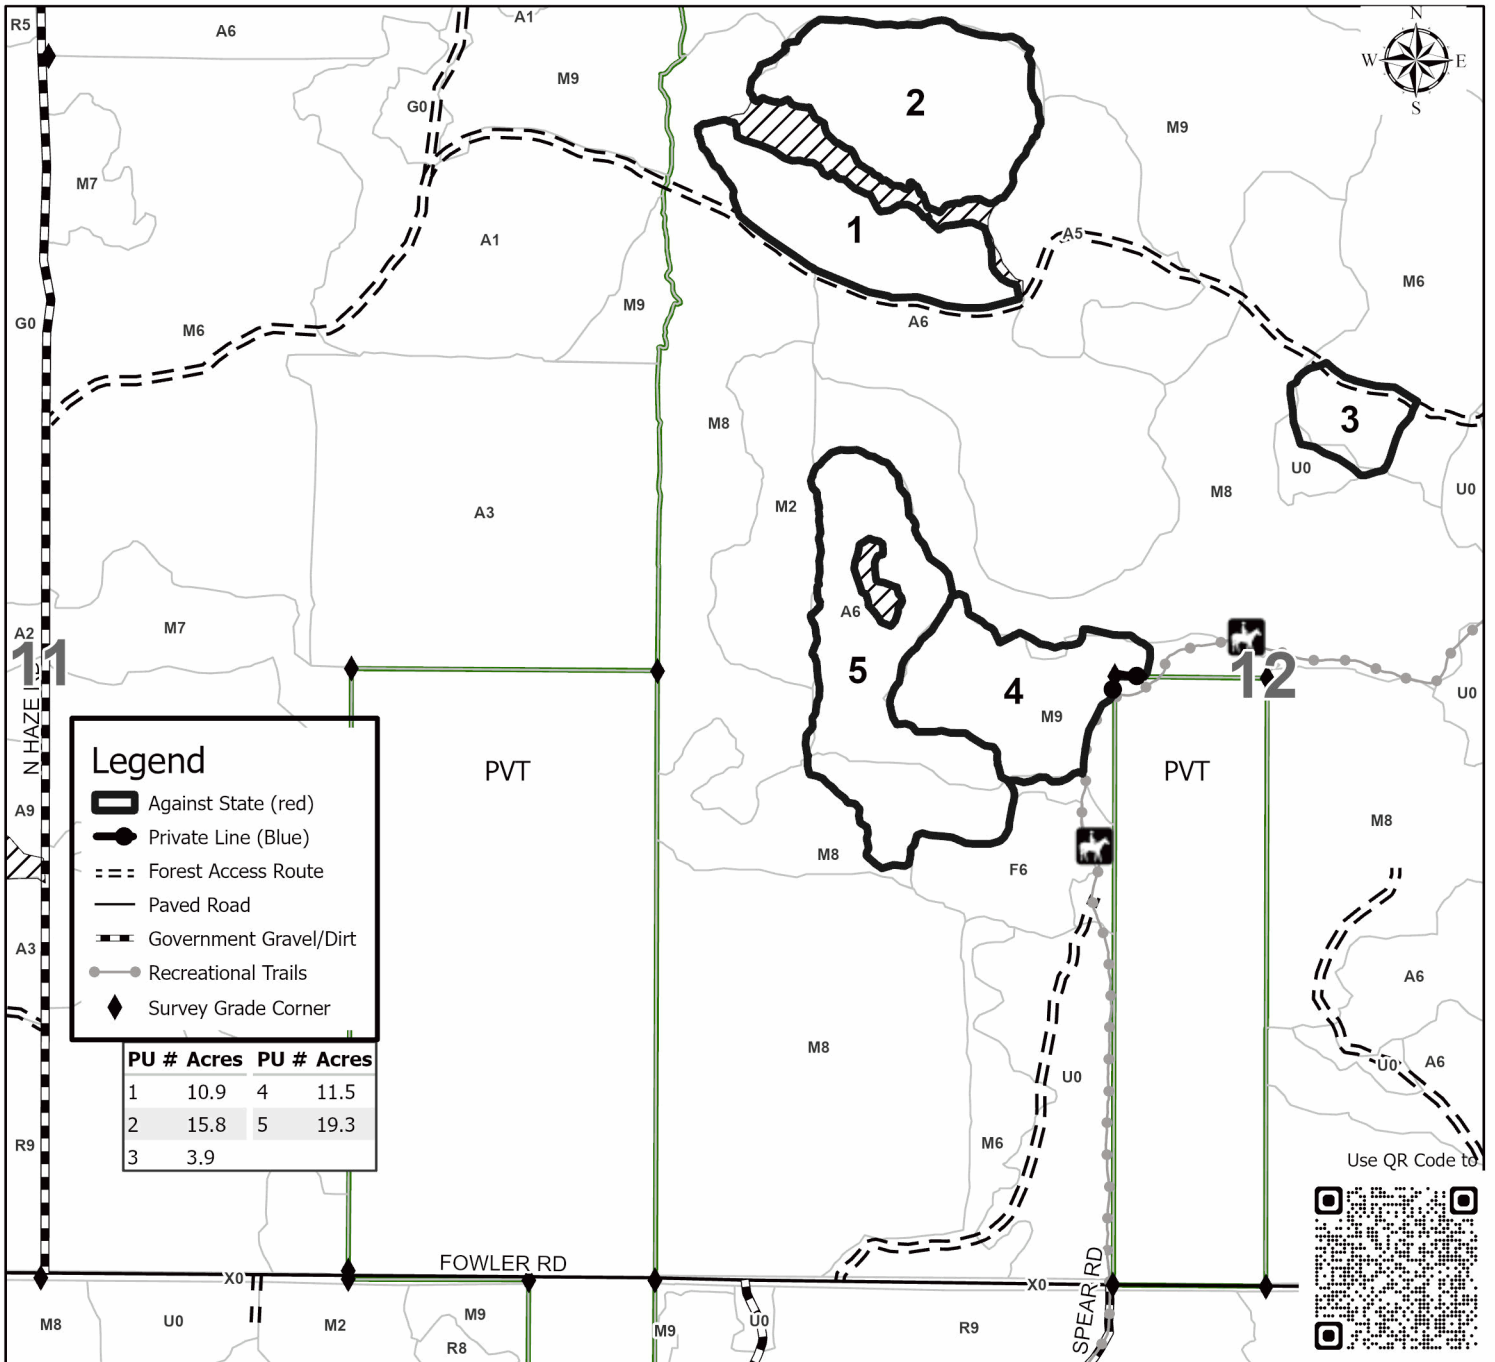 R5
A6
A1
N
W
E
S
M9
G0
2
M9
M7
1
A5
A1
M6
M9
G0
M6
A6
3
M8
U0
M8
U0
M2
A3
A6
A2
M7
11
12
5
4
M9
U0
N HAZEL
PVT
PVT
Legend
Against State (red)
Private Line (Blue)
Forest Access Route
Paved Road
Government Gravel/Dirt
Recreational Trails
Survey Grade Corner
A9
M8
M8
F6
A3
A6
M8
U0
U0
A6
PU # Acres PU # Acres
1 10.9 4 11.5
2 15.8 5 19.3
3 3.9
R9
M6
Use QR Code to
FOWLER RD
X0
X0
SPEAR RD
M8
U0
M2
M9
R8
M9
U0
R9